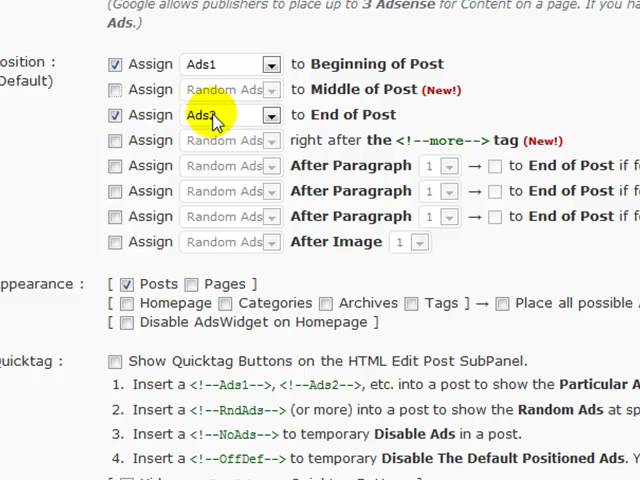 (Google allows publishers to place up to 3 Adsense for Content on a page. If you ha
Ads.)
osition :
Default)
Assign Ads1 to Beginning of Post
Assign Random Ads to Middle of Post (New!)
Assign Ads2 to End of Post
Assign Random Ads right after the <!--more--> tag (New!)
Assign Random Ads After Paragraph 1 → to End of Post if f
Assign Random Ads After Paragraph 1 → to End of Post if f
Assign Random Ads After Paragraph 1 → to End of Post if f
Assign Random Ads After Image 1
ppearance :
[ Posts Pages ]
[ Homepage Categories Archives Tags ] → Place all possible
[ Disable AdsWidget on Homepage ]
uicktag :
Show Quicktag Buttons on the HTML Edit Post SubPanel.
1. Insert a <!--Ads1-->, <!--Ads2-->, etc. into a post to show the Particular A
2. Insert a <!--RndAds--> (or more) into a post to show the Random Ads at sp
3. Insert a <!--NoAds--> to temporary Disable Ads in a post.
4. Insert a <!--OffDef--> to temporary Disable The Default Positioned Ads. Y